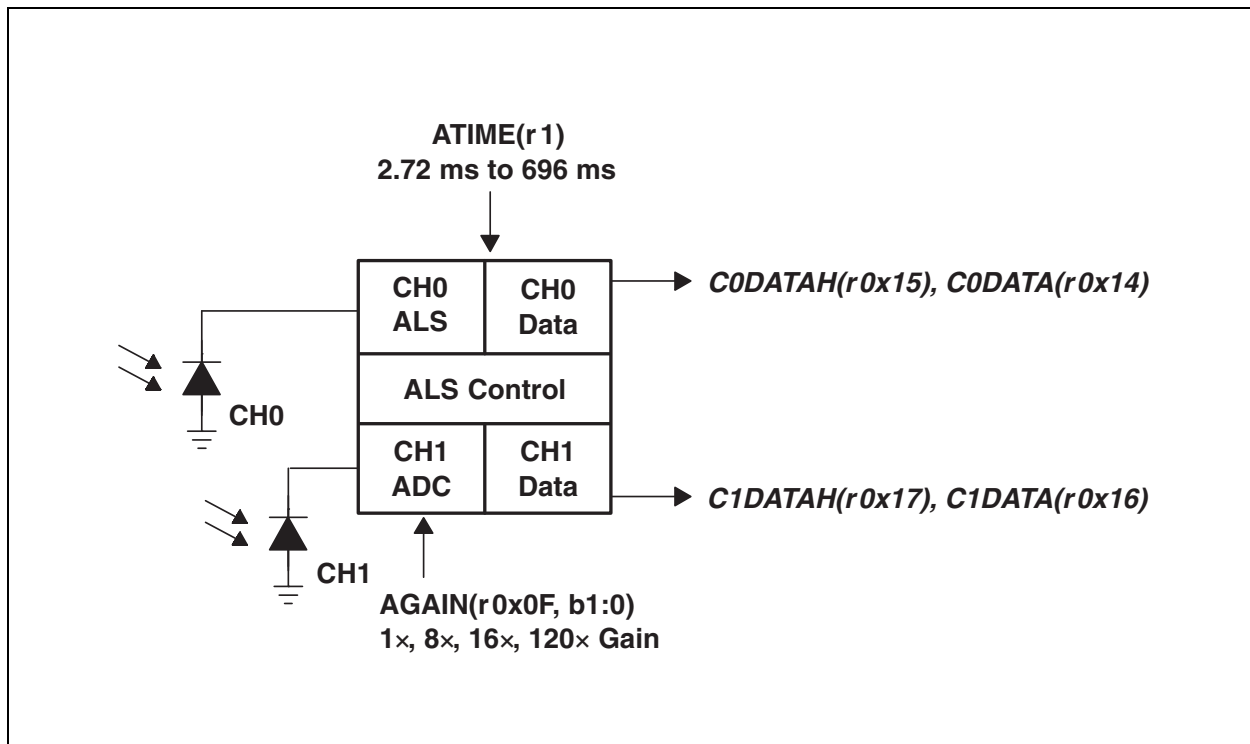 ATIME(r1)
2.72 ms to 696 ms
CH0
ALS
CH0
Data
C0DATAH(r0x15), C0DATA(r0x14)
ALS Control
CH0
CH1
ADC
CH1
Data
C1DATAH(r0x17), C1DATA(r0x16)
CH1
AGAIN(r0x0F, b1:0)
1×, 8×, 16×, 120× Gain